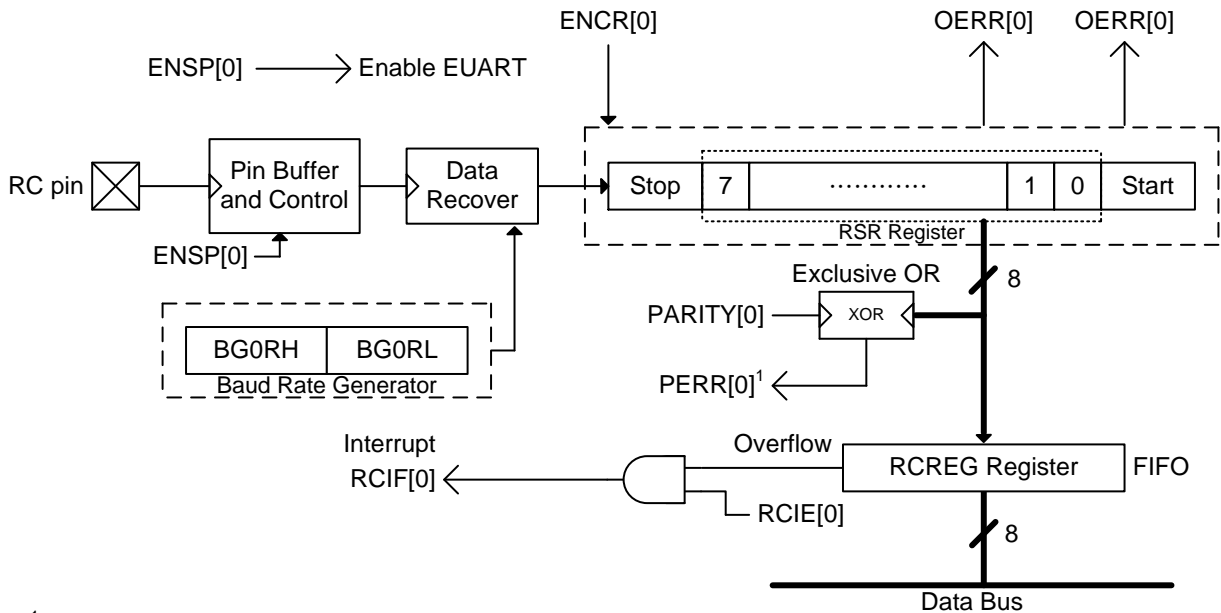 ENCR[0]
OERR[0]
OERR[0]
ENSP[0]
Enable EUART
RC pin
Pin Buffer
and Control
Data
Recover
Stop
7
............
1
0
Start
RSR Register
ENSP[0]
8
Exclusive OR
PARITY[0]
XOR
BG0RH
BG0RL
Baud Rate Generator
PERR[0]¹
Interrupt
RCIF[0]
Overflow
RCREG Register
FIFO
RCIE[0]
8
Data Bus